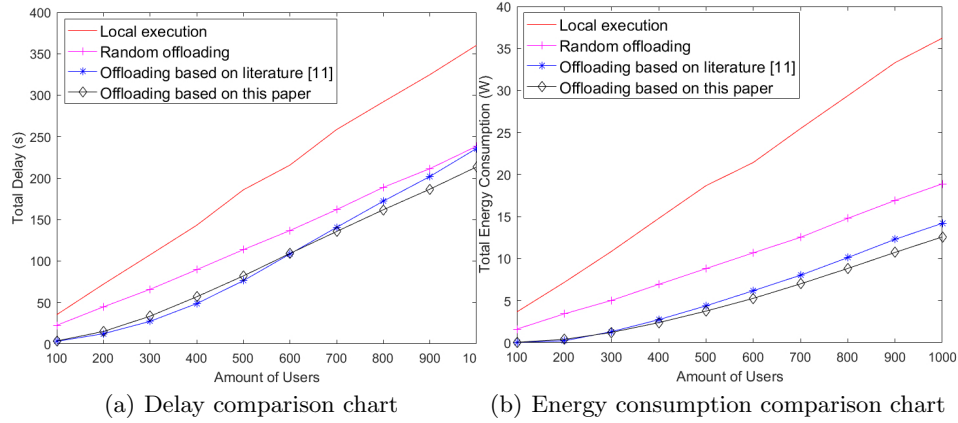 400
350
300
250
200
150
100
50
0
Total Delay (s)
Local execution
Random offloading
Offloading based on literature [11]
Offloading based on this paper
100 200 300 400 500 600 700 800 900 10
Amount of Users
(a) Delay comparison chart
40
35
30
25
20
15
10
5
0
Total Energy Consumption (W)
Local execution
Random offloading
Offloading based on literature [11]
Offloading based on this paper
100 200 300 400 500 600 700 800 900 1000
Amount of Users
(b) Energy consumption comparison chart